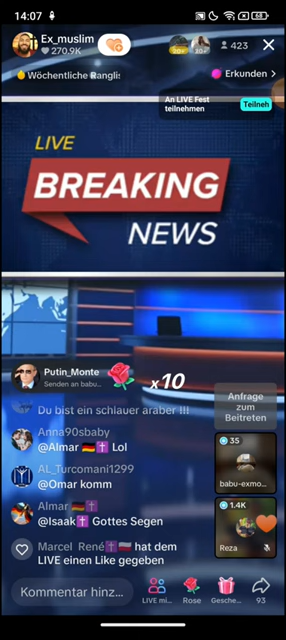 14:07
68
Ex_muslim
270.9K
20+
30+
423
Wöchentliche Rangli
Erkunden >
An LIVE Fest
teilnehmen
Teilneh
LIVE
BREAKING
NEWS
Putin_Monte
Senden an babu...
x10
Du bist ein schlauer araber !!!
Anfrage
zum
Beitreten
Anna90sbaby
@Almar 🇩🇪✝️ Lol
AL_Turcomani1299
@Omar komm
35
babu-exmo...
Almar 🇩🇪✝️
@Isaak✝️ Gottes Segen
1.4K
Reza
Marcel René✝️🇵🇱 hat dem
LIVE einen Like gegeben
Kommentar hinz...
LIVE mi...
Rose
Gesche...
93